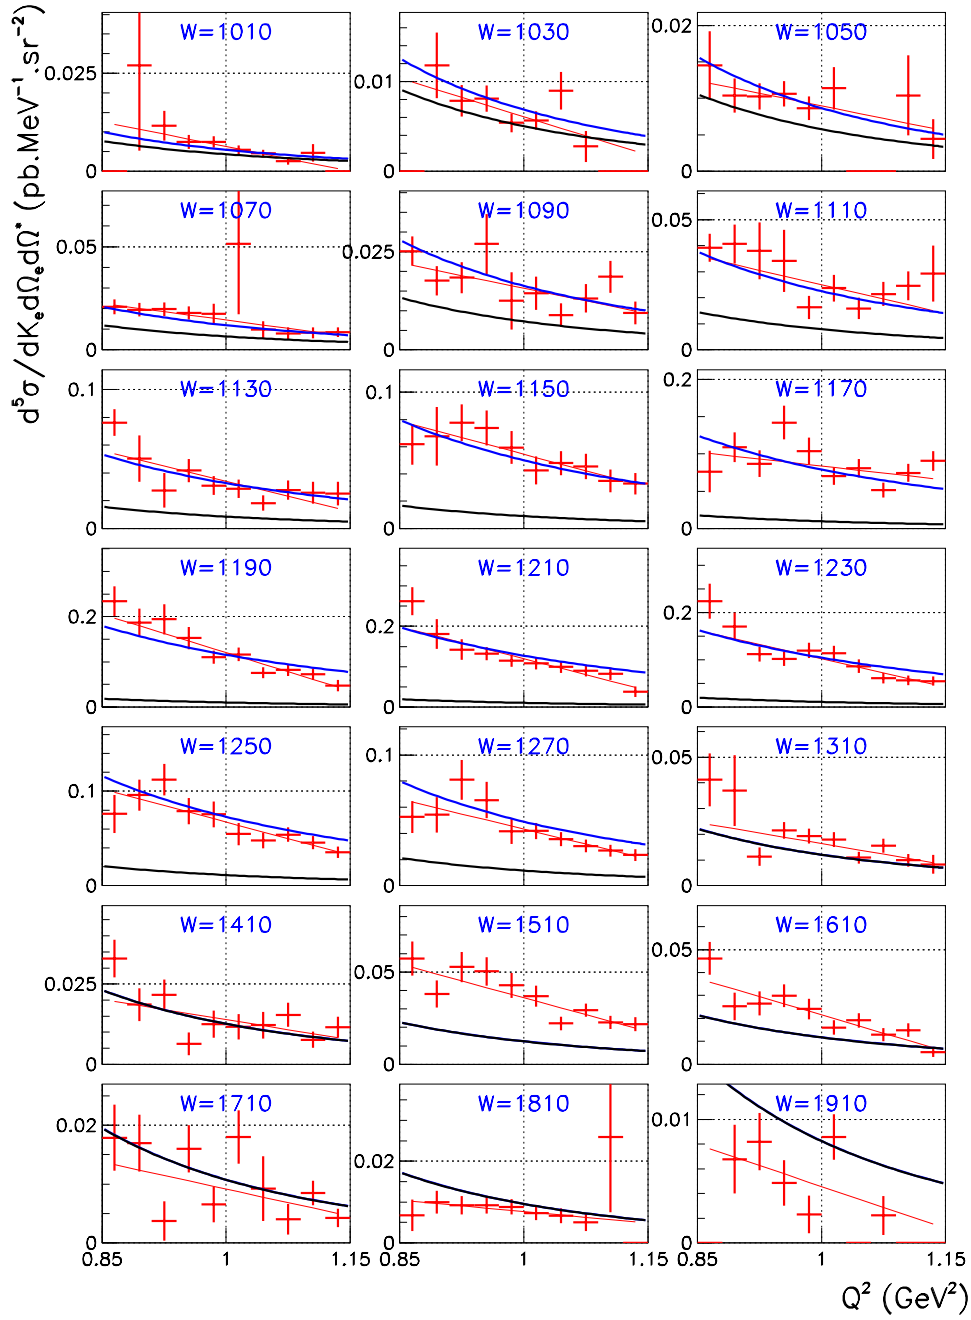 d⁵σ/dKₑdΩₑdΩ* (pb.MeV⁻¹.sr⁻²)
W=1010 W=1030 W=1050
0.025 0.01 0.02
0 0 0
W=1070 W=1090 W=1110
0.05 0.025 0.05
0 0 0
W=1130 W=1150 W=1170
0.1 0.1 0.2
0 0 0
W=1190 W=1210 W=1230
0.2 0.2 0.2
0 0 0
W=1250 W=1270 W=1310
0.1 0.1 0.05
0 0 0
W=1410 W=1510 W=1610
0.025 0.05 0.05
0 0 0
W=1710 W=1810 W=1910
0.02 0.02 0.01
0 0 0
0.85 1 1.15 0.85 1 1.15 0.85 1 1.15
Q² (GeV²)